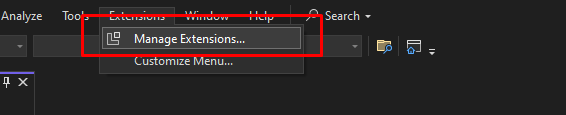 Analyze Tools Extensions Window Help Search
Manage Extensions...
Customize Menu...